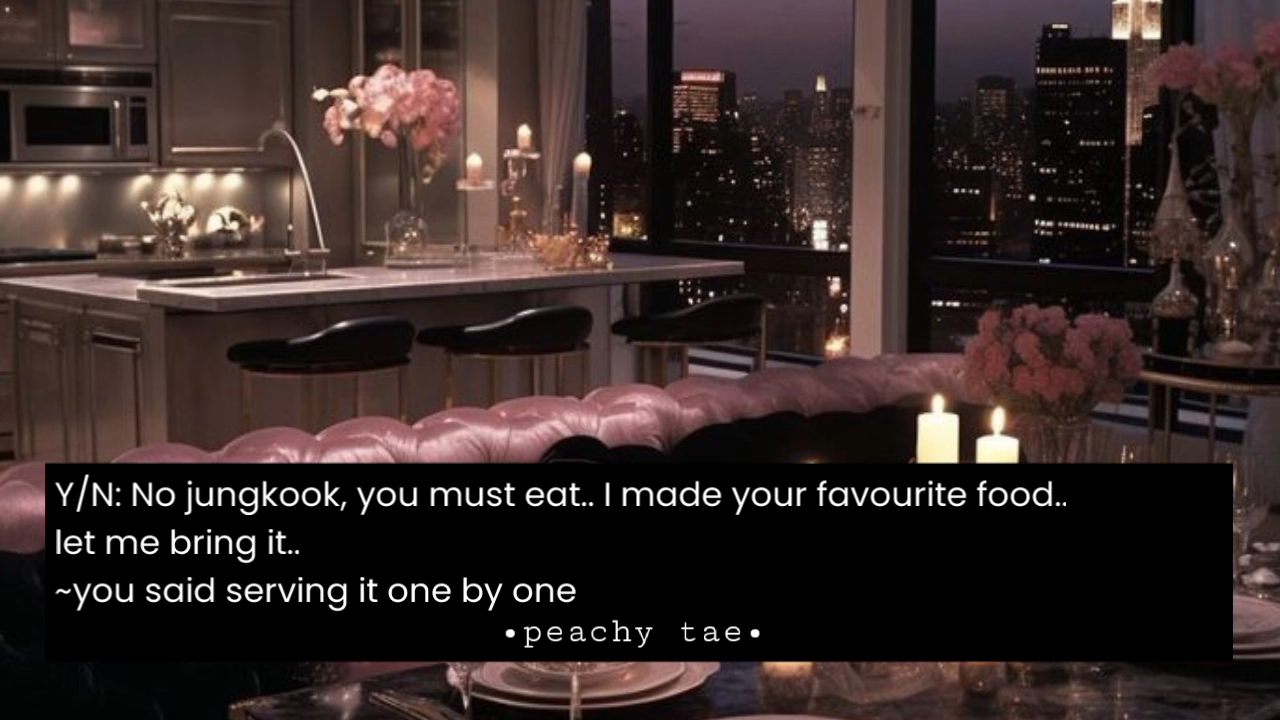 Y/N: No jungkook, you must eat.. I made your favourite food..
let me bring it..
~you said serving it one by one
•peachy tae•